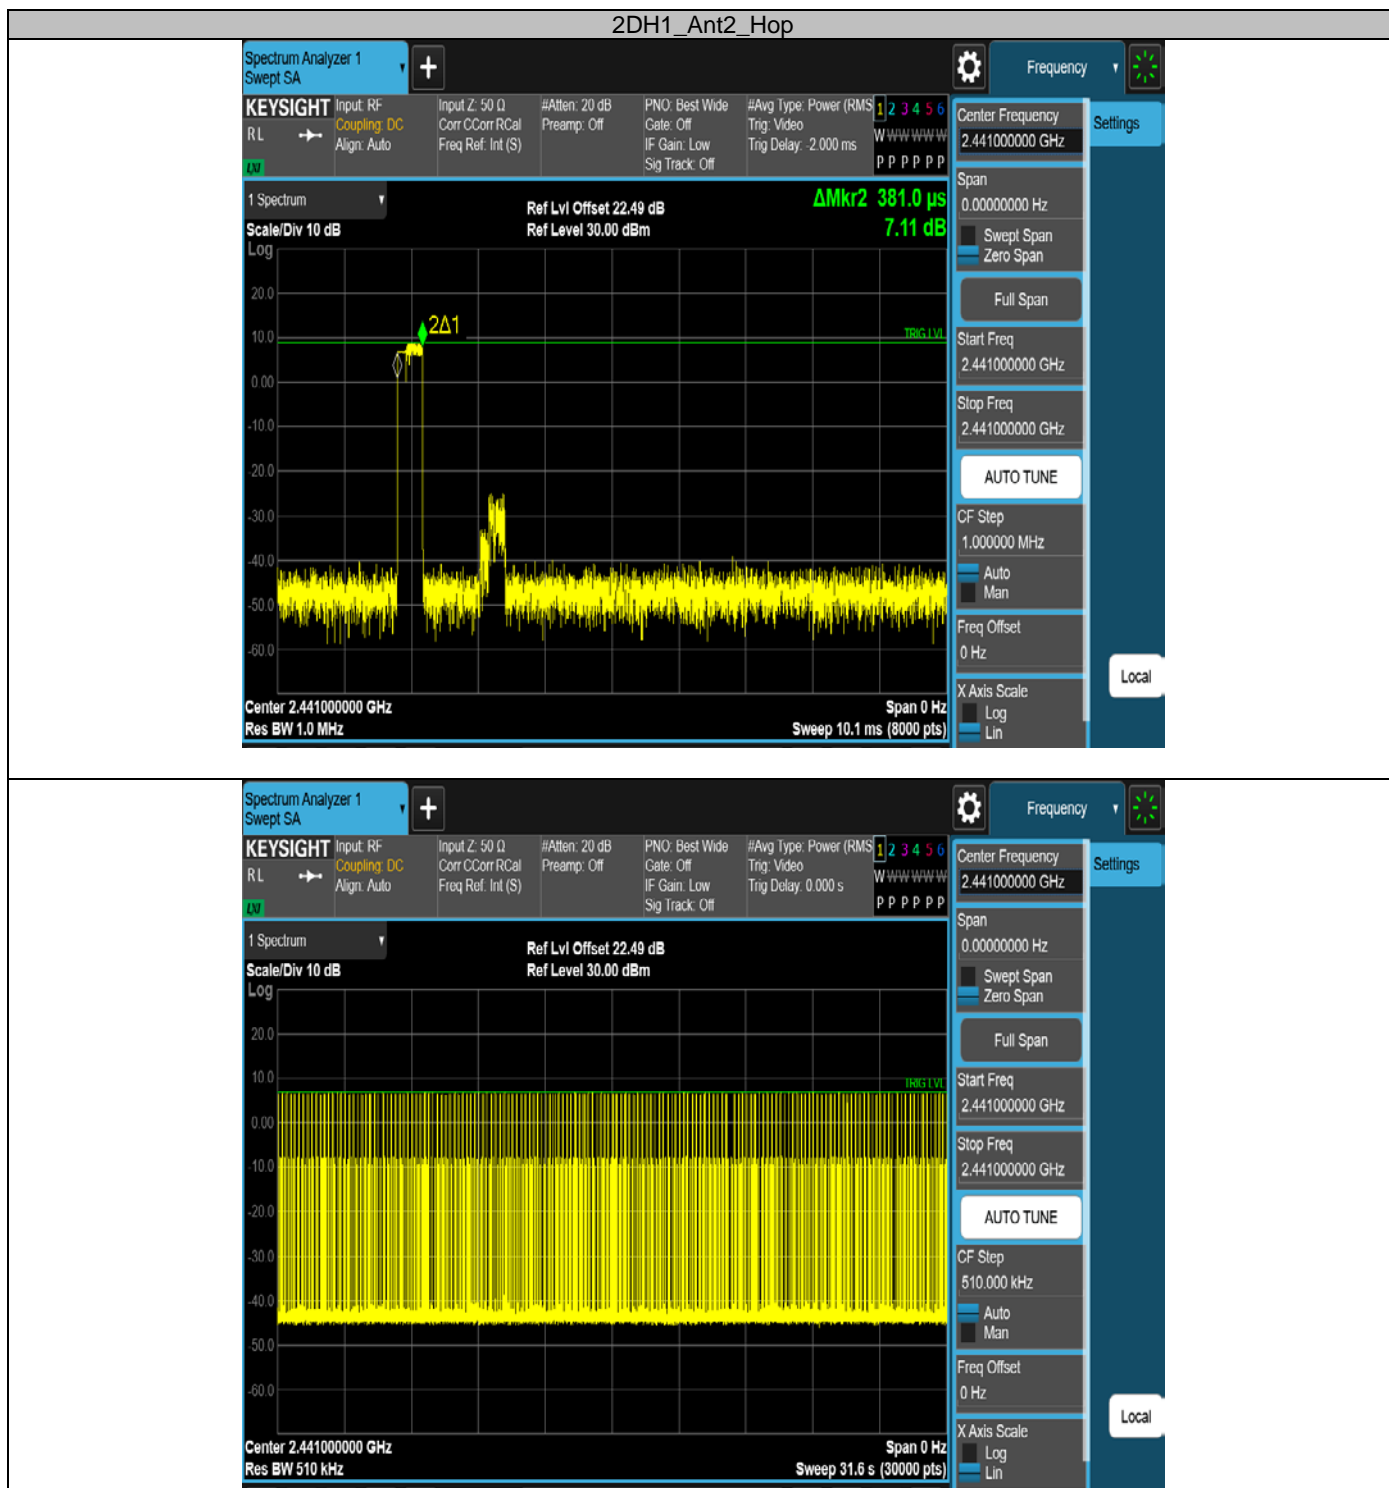 2DH1_Ant2_Hop
Spectrum Analyzer 1
Swept SA
+
Frequency
KEYSIGHT
RL
LXI
Input: RF
Coupling: DC
Align: Auto
Input Z: 50 Ω
Corr CCorr RCal
Freq Ref: Int (S)
#Atten: 20 dB
Preamp: Off
PNO: Best Wide
Gate: Off
IF Gain: Low
Sig Track: Off
#Avg Type: Power (RMS
Trig: Video
Trig Delay: -2.000 ms
1 2 3 4 5 6
W W W W W W
P P P P P P
1 Spectrum
Scale/Div 10 dB
Log
Ref Lvl Offset 22.49 dB
Ref Level 30.00 dBm
ΔMkr2 381.0 µs
7.11 dB
20.0
10.0
0.00
-10.0
-20.0
-30.0
-40.0
-50.0
-60.0
2Δ1
TRIG LVL
Center 2.441000000 GHz
Res BW 1.0 MHz
Span 0 Hz
Sweep 10.1 ms (8000 pts)
Center Frequency
2.441000000 GHz
Span
0.00000000 Hz
Swept Span
Zero Span
Full Span
Start Freq
2.441000000 GHz
Stop Freq
2.441000000 GHz
AUTO TUNE
CF Step
1.000000 MHz
Auto
Man
Freq Offset
0 Hz
X Axis Scale
Log
Lin
Settings
Local
Spectrum Analyzer 1
Swept SA
+
Frequency
KEYSIGHT
RL
LXI
Input: RF
Coupling: DC
Align: Auto
Input Z: 50 Ω
Corr CCorr RCal
Freq Ref: Int (S)
#Atten: 20 dB
Preamp: Off
PNO: Best Wide
Gate: Off
IF Gain: Low
Sig Track: Off
#Avg Type: Power (RMS
Trig: Video
Trig Delay: 0.000 s
1 2 3 4 5 6
W W W W W W
P P P P P P
1 Spectrum
Scale/Div 10 dB
Log
Ref Lvl Offset 22.49 dB
Ref Level 30.00 dBm
20.0
10.0
0.00
-10.0
-20.0
-30.0
-40.0
-50.0
-60.0
TRIG LVL
Center 2.441000000 GHz
Res BW 510 kHz
Span 0 Hz
Sweep 31.6 s (30000 pts)
Center Frequency
2.441000000 GHz
Span
0.00000000 Hz
Swept Span
Zero Span
Full Span
Start Freq
2.441000000 GHz
Stop Freq
2.441000000 GHz
AUTO TUNE
CF Step
510.000 kHz
Auto
Man
Freq Offset
0 Hz
X Axis Scale
Log
Lin
Settings
Local